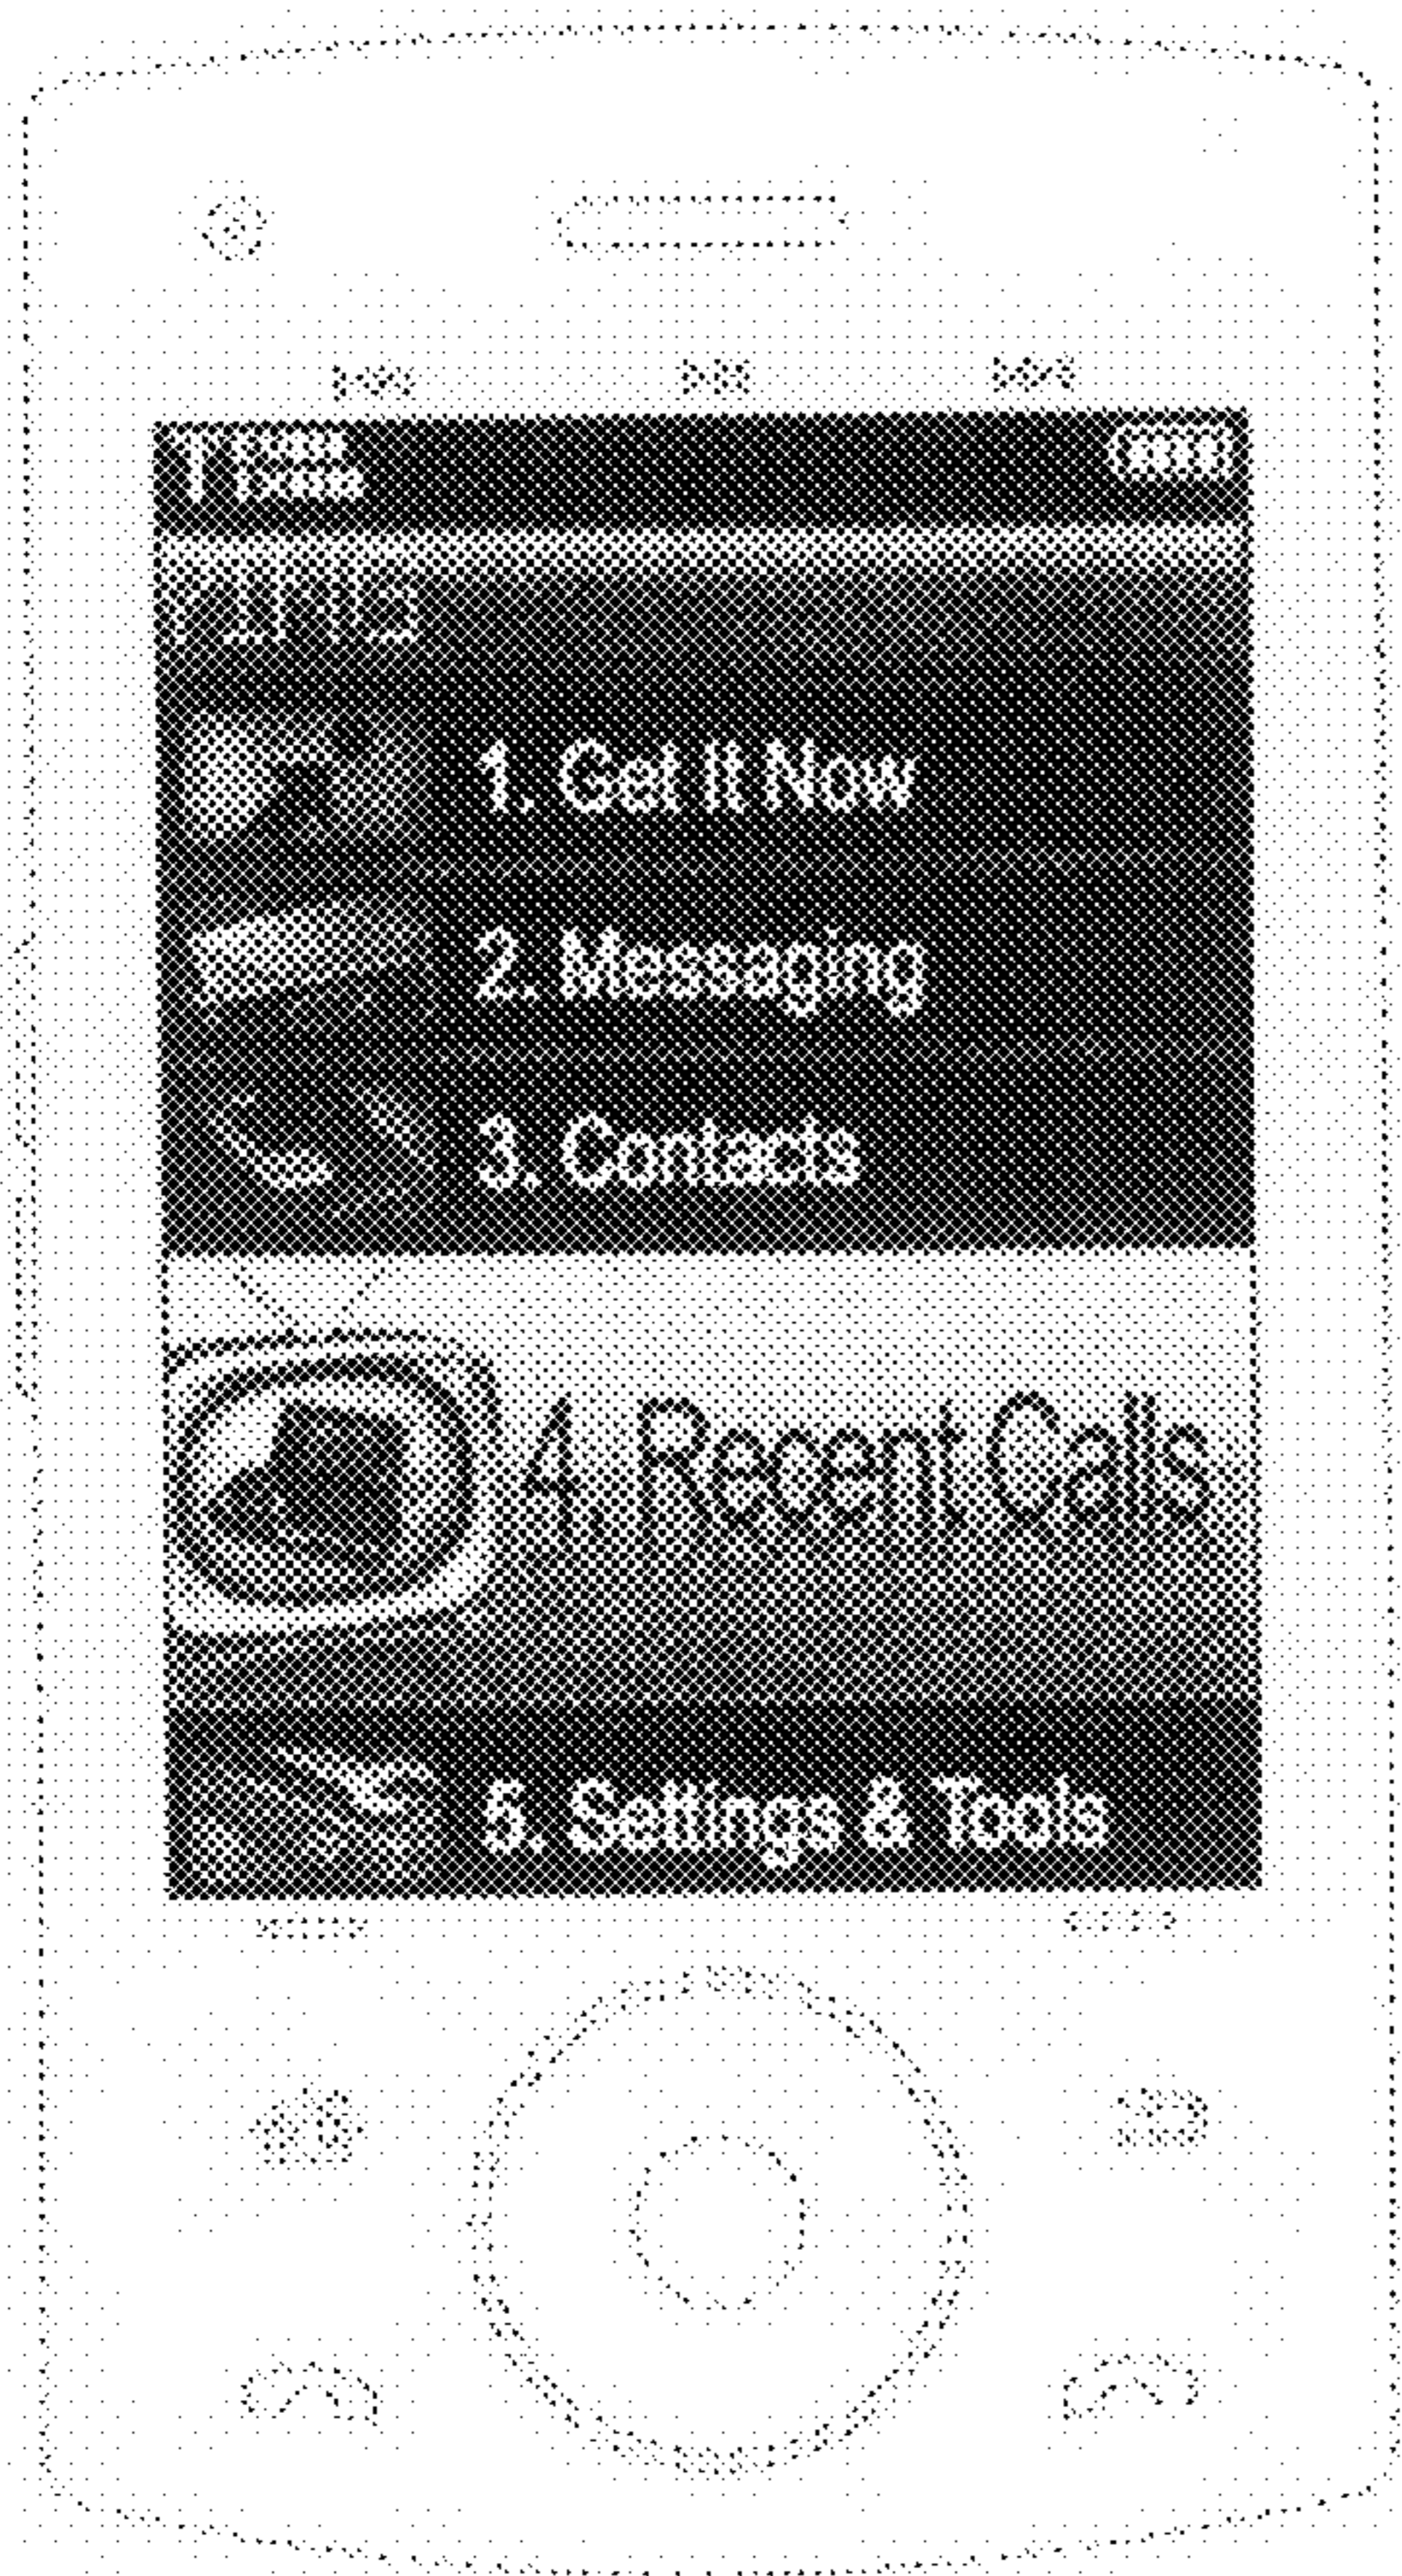 1. Get It Now
2. Messaging
3. Contacts
4. Recent Calls
5. Settings & Tools